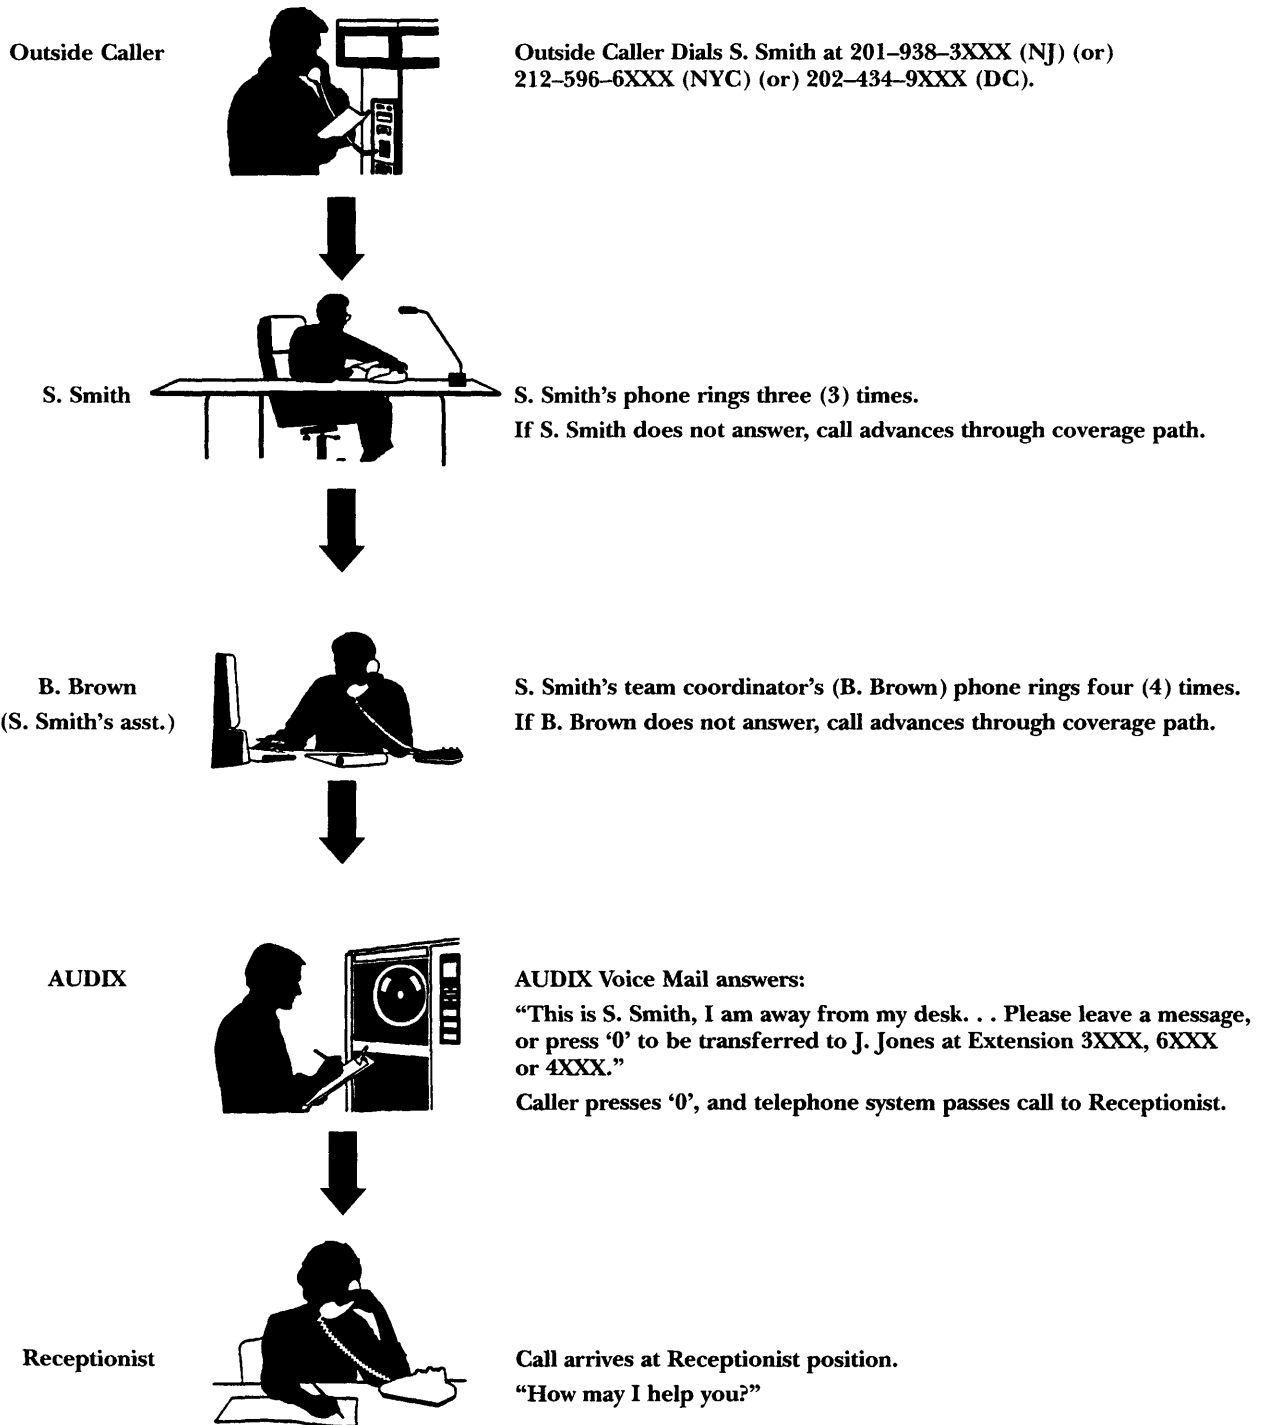 Outside Caller
Outside Caller Dials S. Smith at 201–938–3XXX (NJ) (or)
212–596–6XXX (NYC) (or) 202–434–9XXX (DC).
S. Smith
S. Smith’s phone rings three (3) times.
If S. Smith does not answer, call advances through coverage path.
B. Brown
(S. Smith’s asst.)
S. Smith’s team coordinator’s (B. Brown) phone rings four (4) times.
If B. Brown does not answer, call advances through coverage path.
AUDIX
AUDIX Voice Mail answers:
“This is S. Smith, I am away from my desk. . . Please leave a message,
or press ‘0’ to be transferred to J. Jones at Extension 3XXX, 6XXX
or 4XXX.”
Caller presses ‘0’, and telephone system passes call to Receptionist.
Receptionist
Call arrives at Receptionist position.
“How may I help you?”